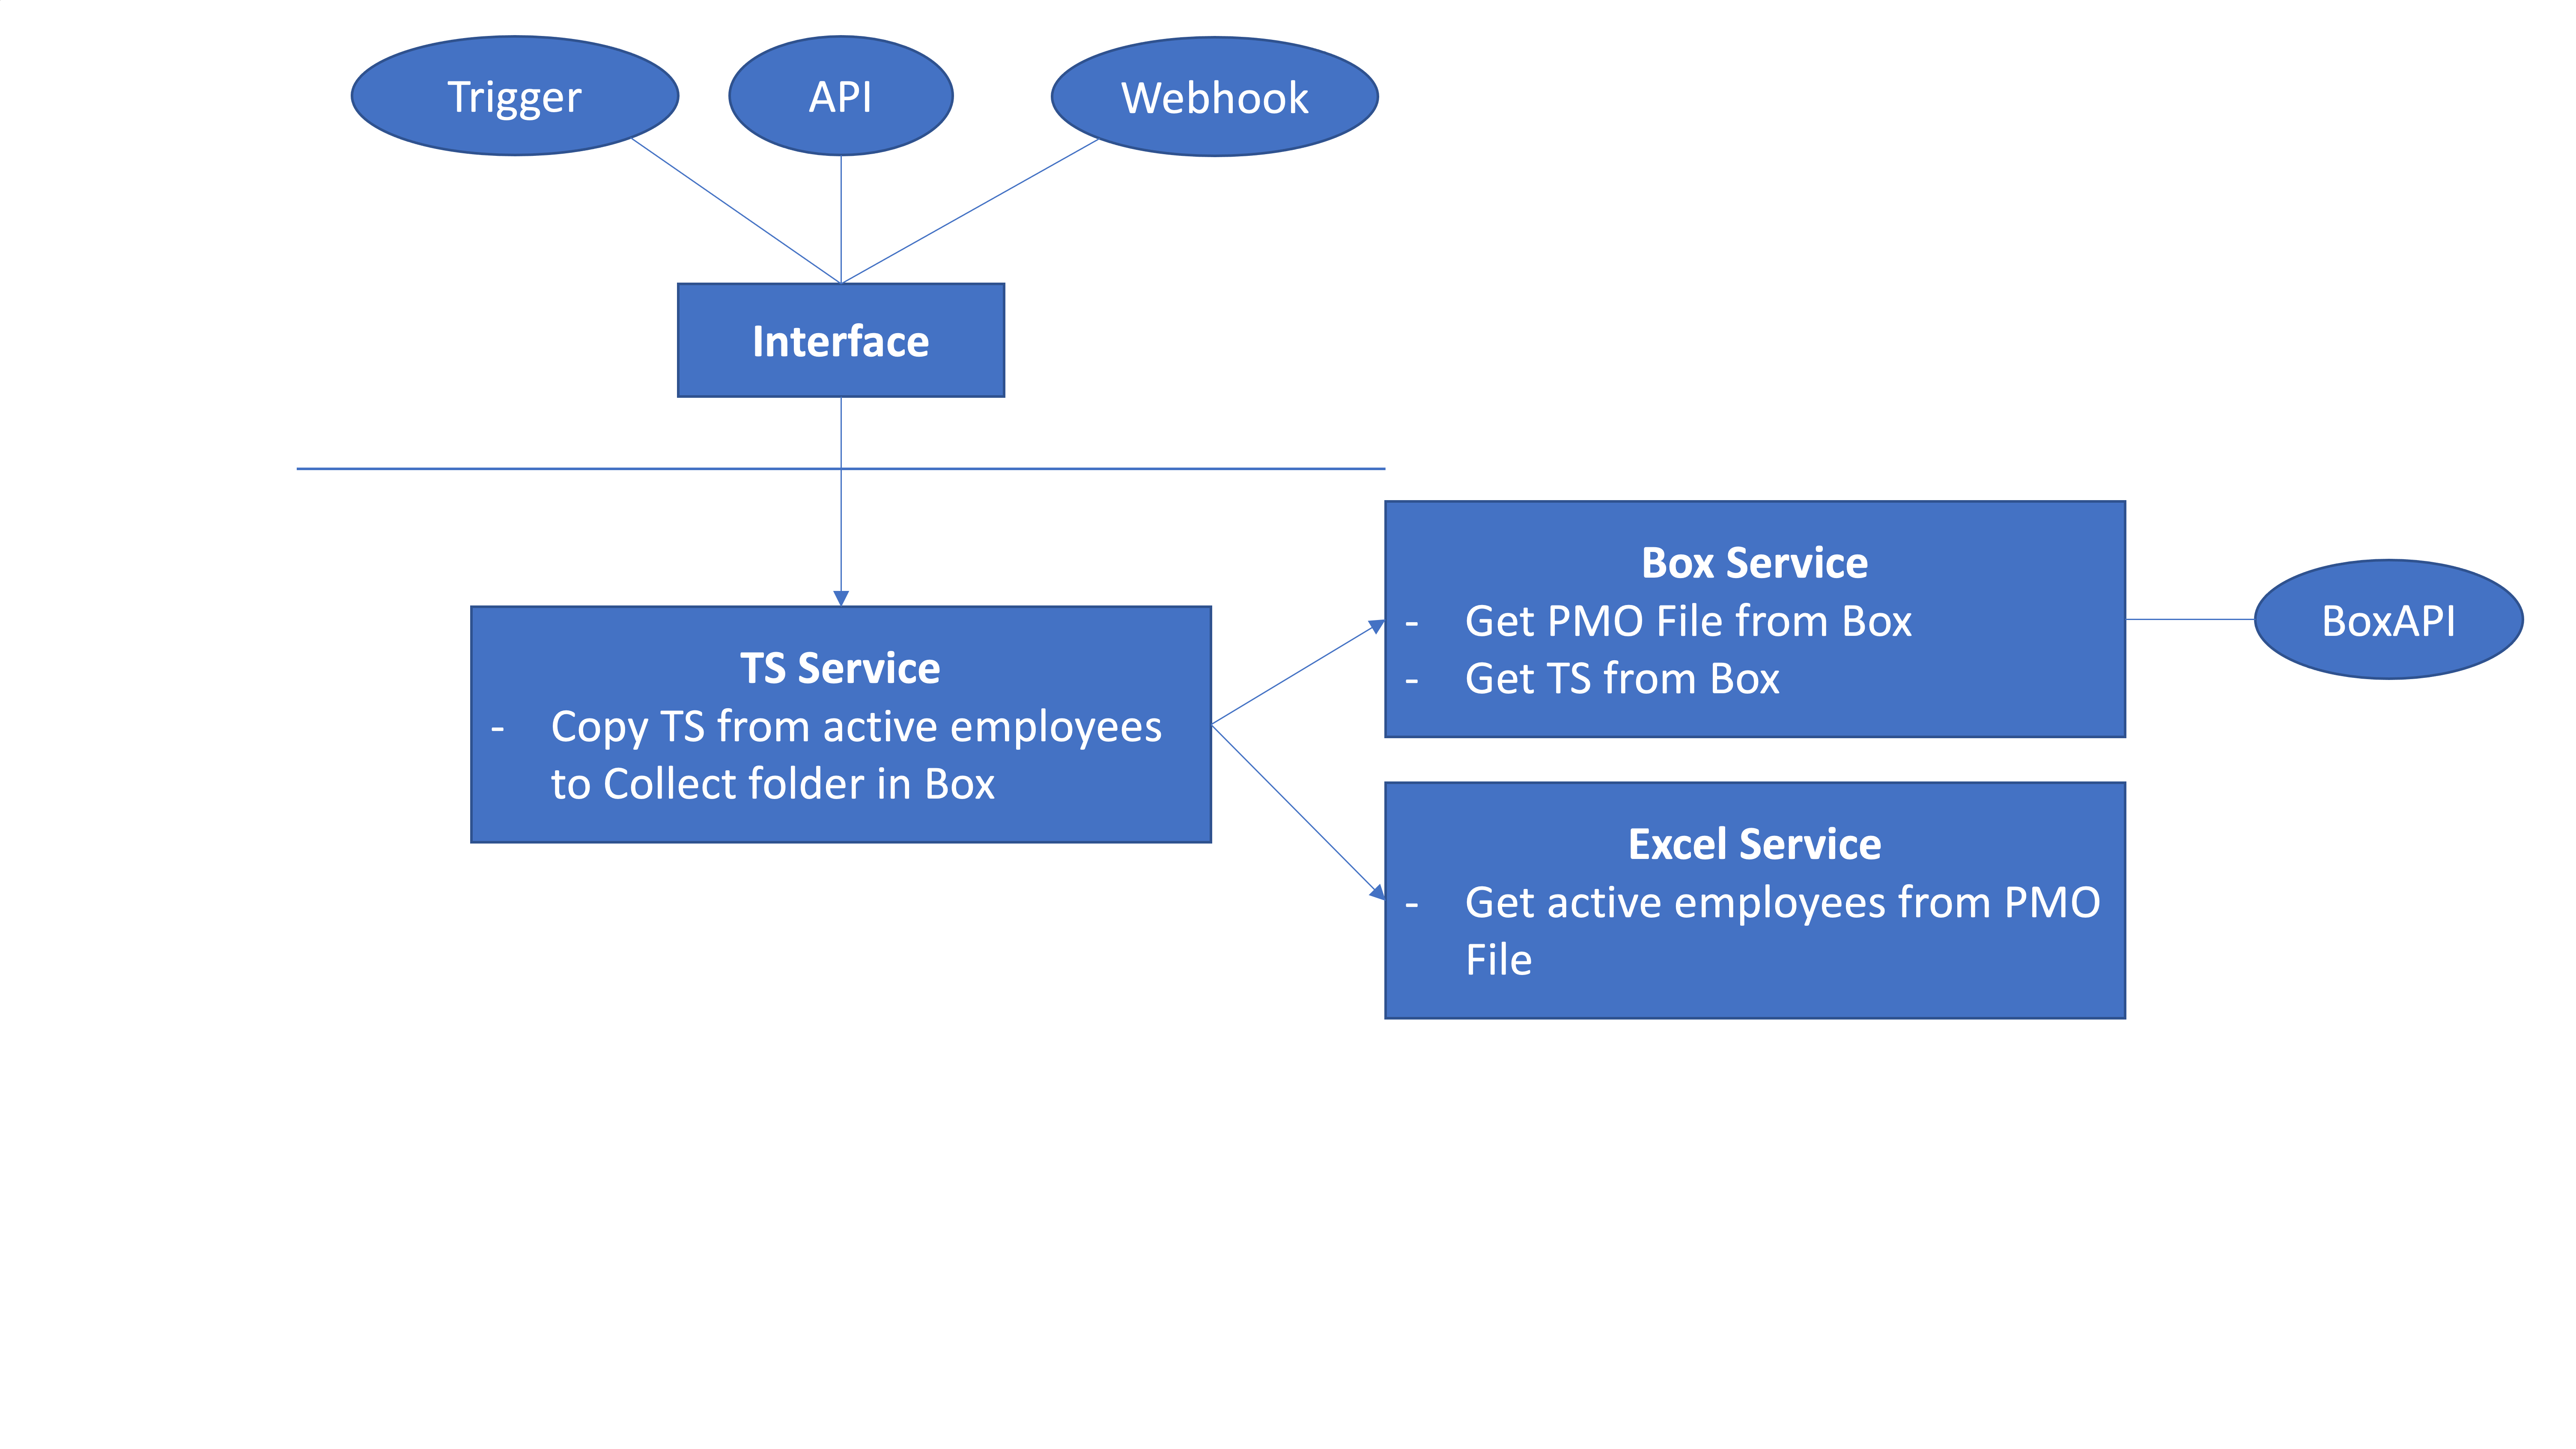 Trigger
API
Webhook
Interface
TS Service
- Copy TS from active employees
to Collect folder in Box
Box Service
- Get PMO File from Box
- Get TS from Box
BoxAPI
Excel Service
- Get active employees from PMO
File